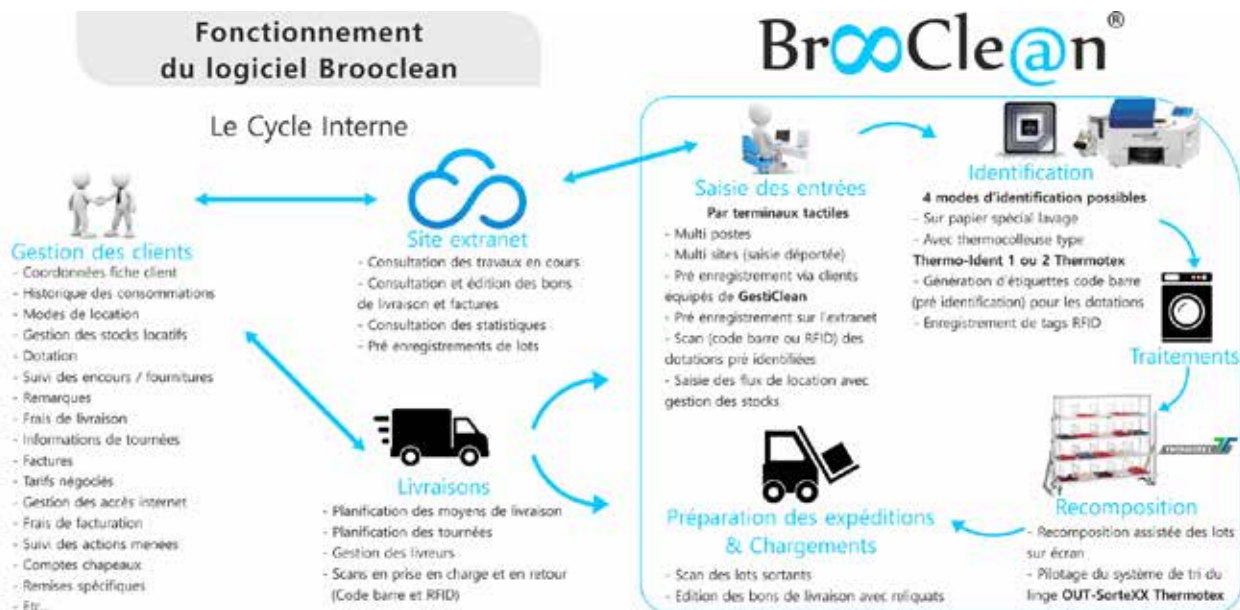 Fonctionnement
du logiciel Brooclean
BrooCle@n®
Le Cycle Interne
Gestion des clients
- Coordonnées fiche client
- Historique des consommations
- Modes de location
- Gestion des stocks locatifs
- Dotation
- Suivi des encours / fournitures
- Remarques
- Frais de livraison
- Informations de tournées
- Factures
- Tarifs négociés
- Gestion des accès internet
- Frais de facturation
- Suivi des actions menées
- Comptes chapeaux
- Remises spécifiques
- Etc...
Site extranet
- Consultation des travaux en cours
- Consultation et édition des bons
de livraison et factures
- Consultation des statistiques
- Pré enregistrements de lots
Livraisons
- Planification des moyens de livraison
- Planification des tournées
- Gestion des livreurs
- Scans en prise en charge et en retour
(Code barre et RFID)
Saisie des entrées
Par terminaux tactiles
- Multi postes
- Multi sites (saisie déportée)
- Pré enregistrement via clients
équipés de GestiClean
- Pré enregistrement sur l'extranet
- Scan (code barre ou RFID) des
dotations pré identifiées
- Saisie des flux de location avec
gestion des stocks
Identification
4 modes d'identification possibles
- Sur papier spécial lavage
- Avec thermocolleuse type
Thermo-Ident 1 ou 2 Thermotex
- Génération d'étiquettes code barre
(pré identification) pour les dotations
- Enregistrement de tags RFID
Traitements
THERMOTEX
Recomposition
- Recomposition assistée des lots
sur écran
- Pilotage du système de tri du
linge OUT-SorteXX Thermotex
Préparation des expéditions
& Chargements
- Scan des lots sortants
- Edition des bons de livraison avec reliquats